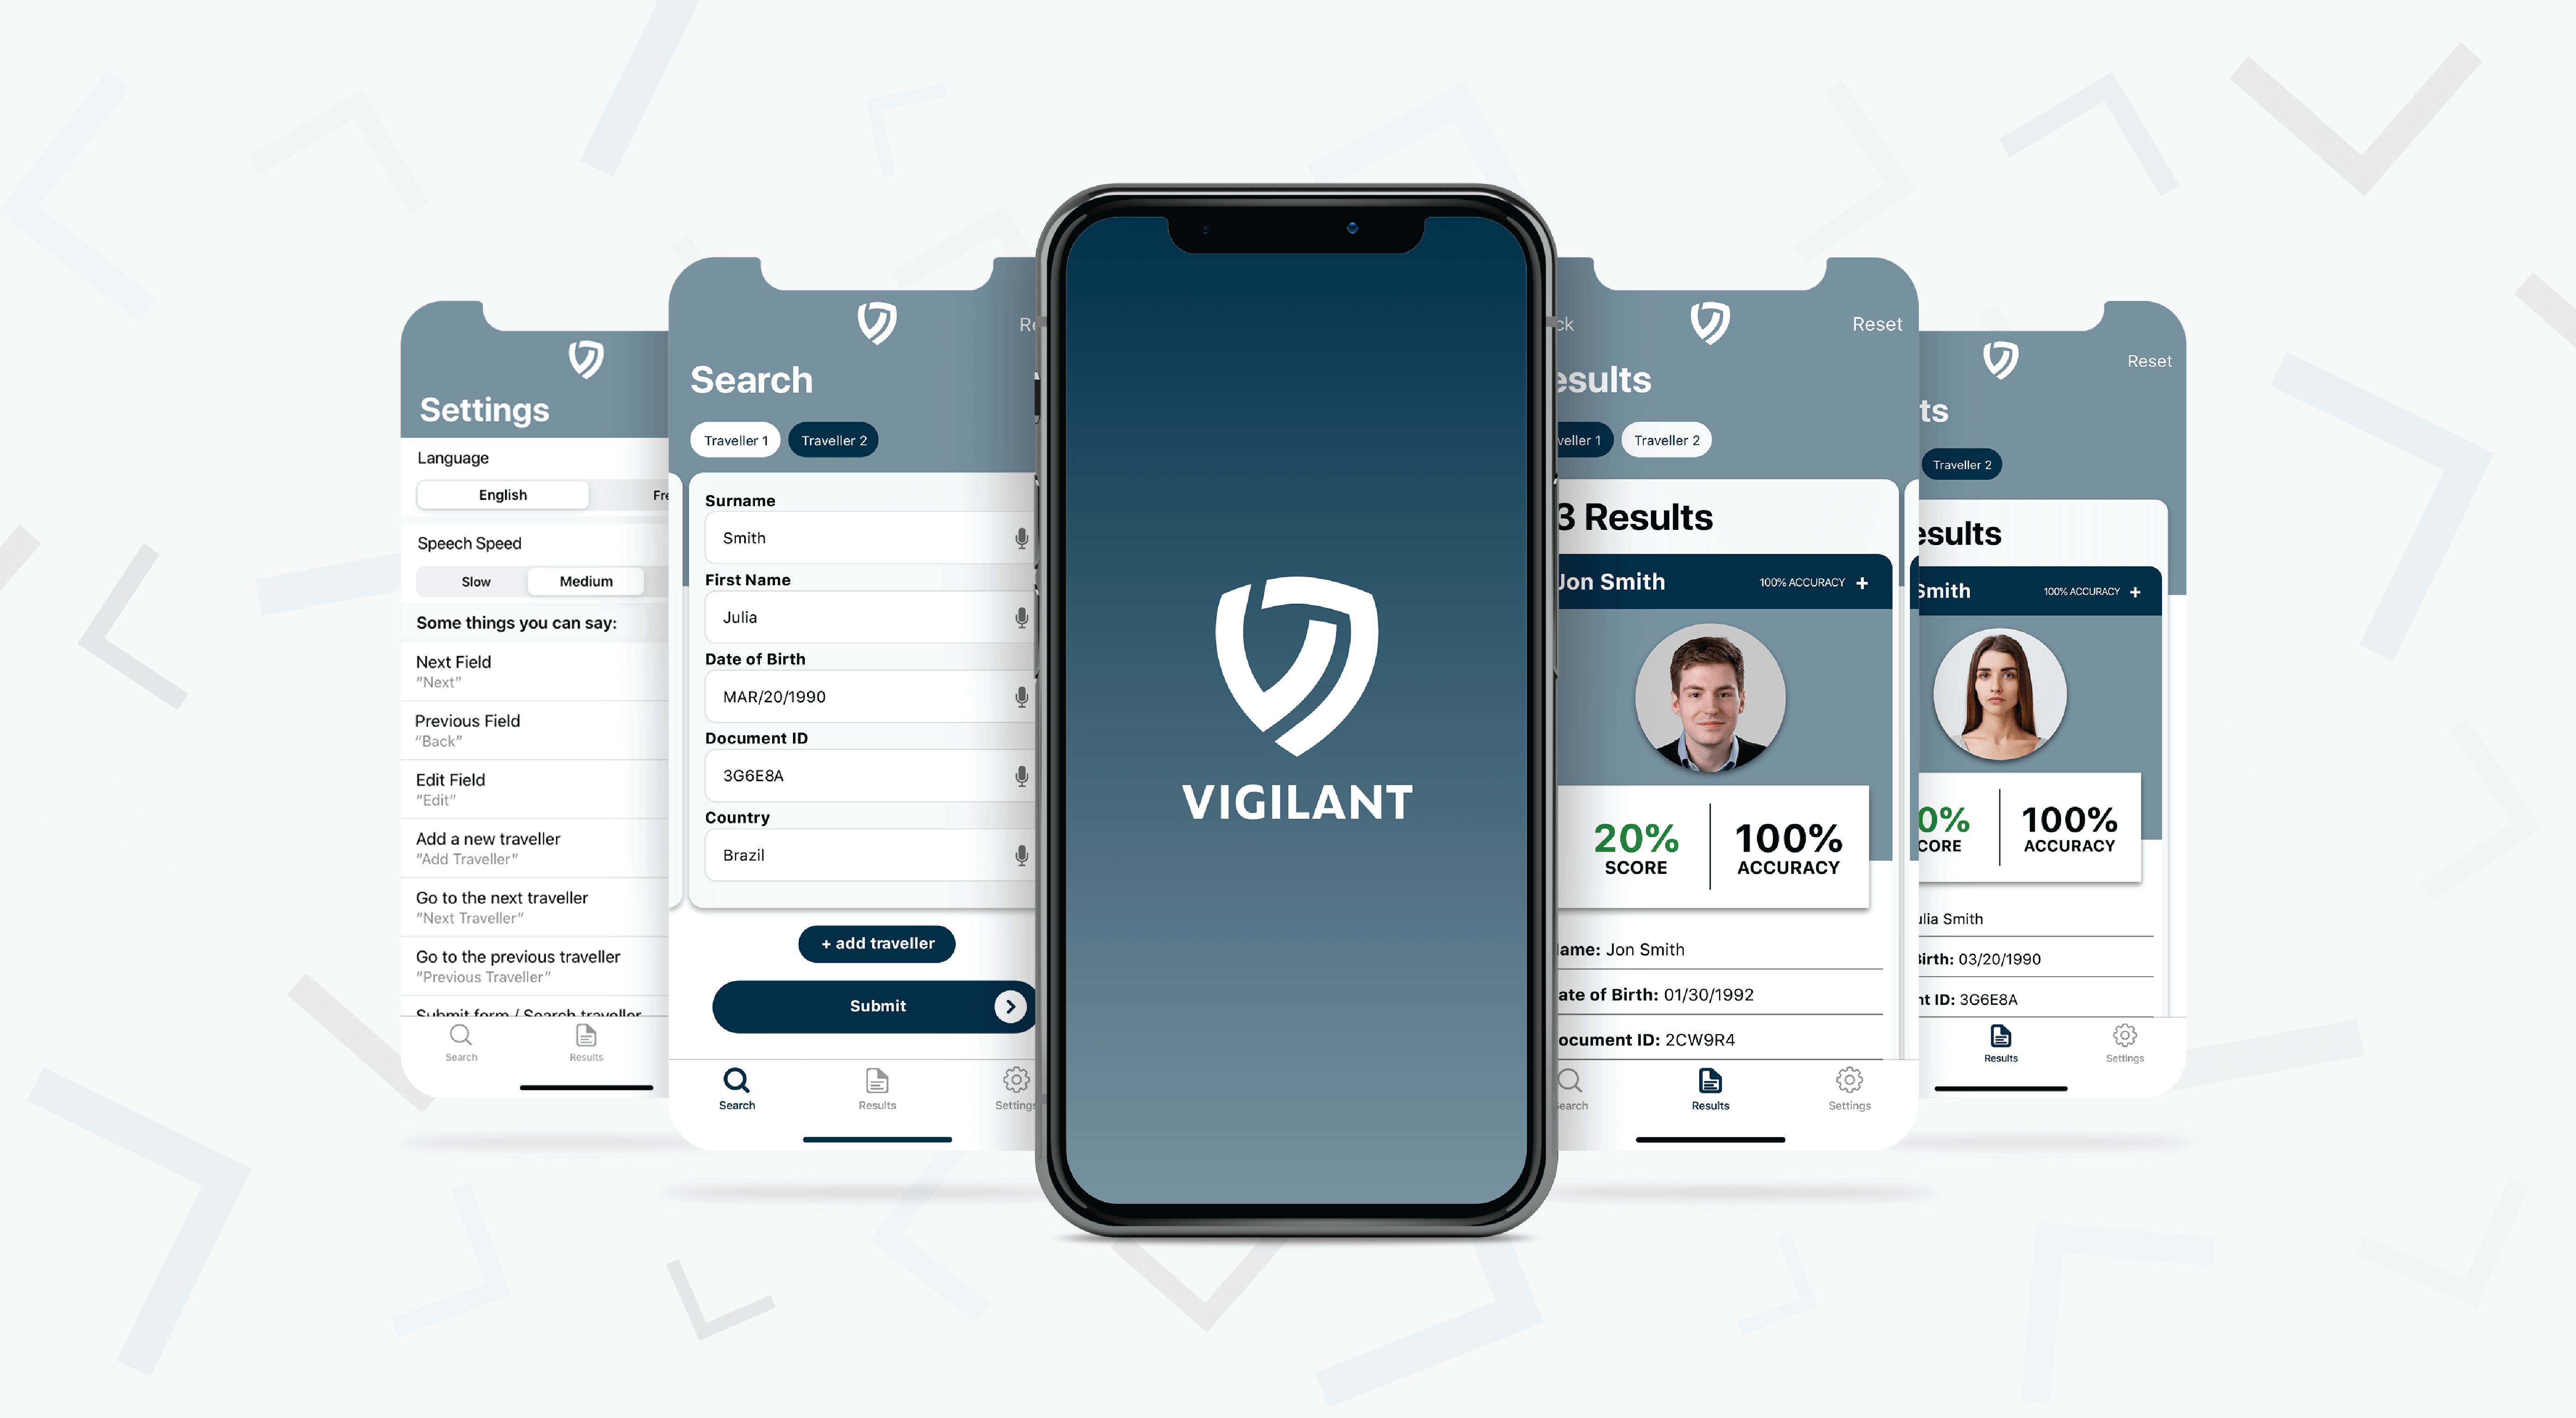 Settings
Language
English
Speech Speed
Slow Medium
Some things you can say:
Next Field
"Next"
Previous Field
"Back"
Edit Field
"Edit"
Add a new traveller
"Add Traveller"
Go to the next traveller
"Next Traveller"
Go to the previous traveller
"Previous Traveller"
Submit form / Search traveller
Search Results
Search
Traveller 1 Traveller 2
Surname
Smith
First Name
Julia
Date of Birth
MAR/20/1990
Document ID
3G6E8A
Country
Brazil
+ add traveller
Submit
Search Results Settings
VIGILANT
ck Reset
esults
veller 1 Traveller 2
3 Results
Jon Smith 100% ACCURACY +
20% 100%
SCORE ACCURACY
ame: Jon Smith
ate of Birth: 01/30/1992
ocument ID: 2CW9R4
earch Results Settings
Reset
ts
Traveller 2
esults
Smith 100% ACCURACY +
0% 100%
CORE ACCURACY
ulia Smith
irth: 03/20/1990
nt ID: 3G6E8A
Results Settings